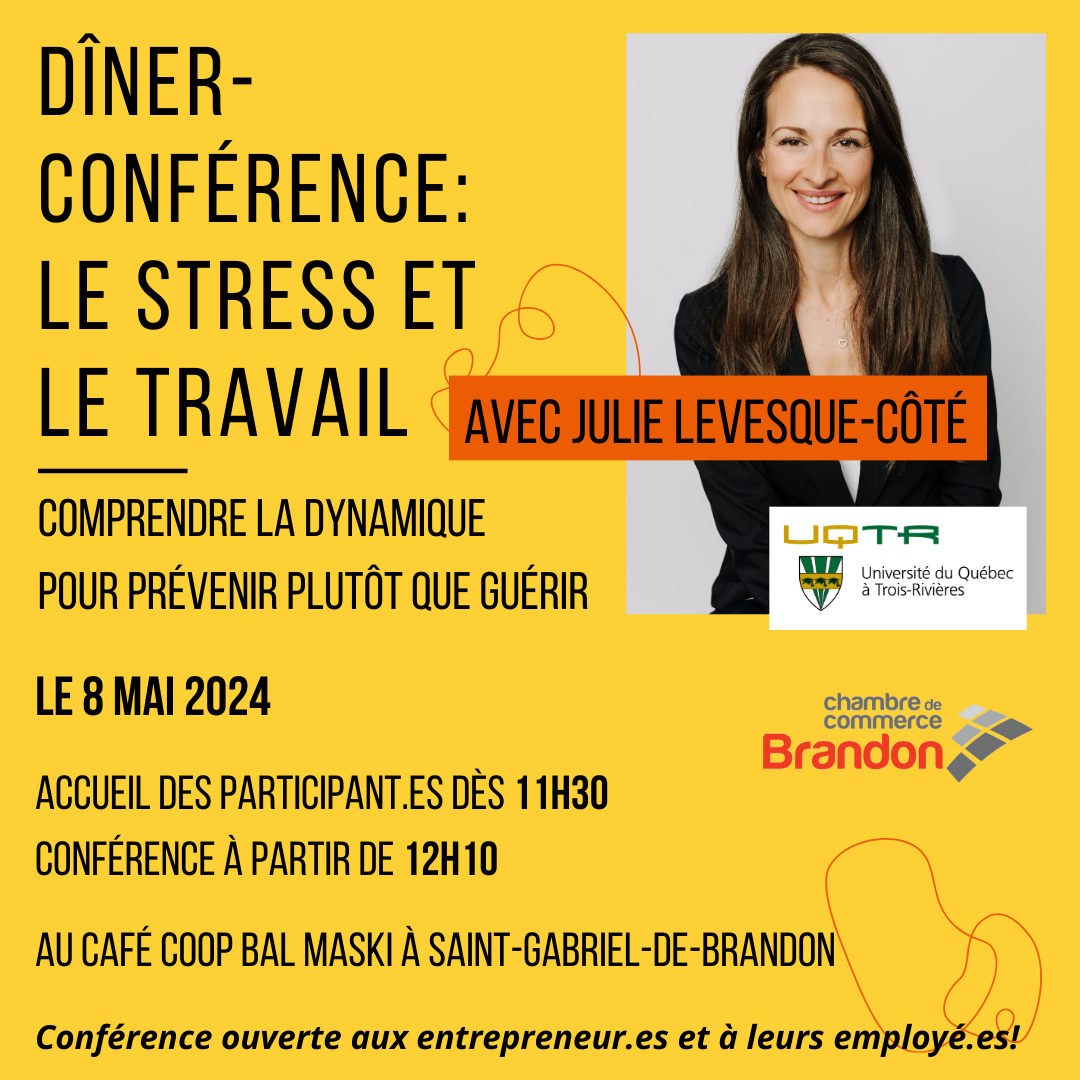 DÎNER-
CONFÉRENCE:
LE STRESS ET
LE TRAVAIL
AVEC JULIE LEVESQUE-CÔTÉ
COMPRENDRE LA DYNAMIQUE
POUR PRÉVENIR PLUTÔT QUE GUÉRIR
UQTR
Université du Québec
à Trois-Rivières
LE 8 MAI 2024
chambre de
commerce
Brandon
ACCUEIL DES PARTICIPANT.ES DÈS 11H30
CONFÉRENCE À PARTIR DE 12H10
AU CAFÉ COOP BAL MASKI À SAINT-GABRIEL-DE-BRANDON
Conférence ouverte aux entrepreneur.es et à leurs employé.es!